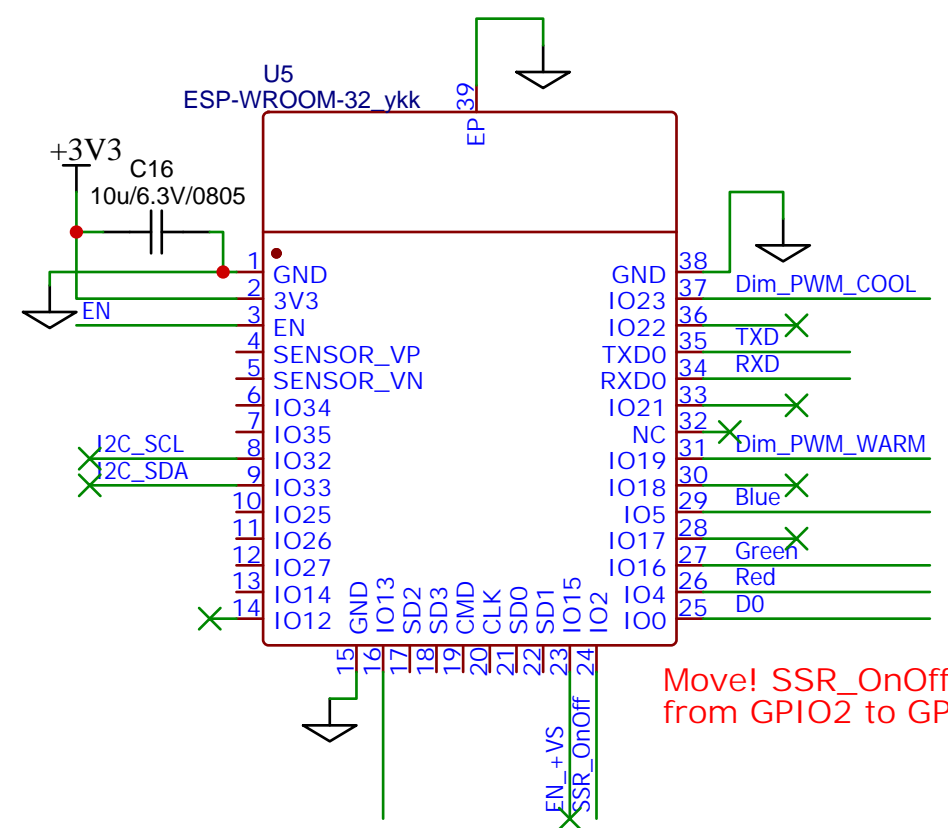 U5
ESP-WROOM-32_ykk
EP 39
+3V3
C16
10u/6.3V/0805
1 GND
2 3V3
EN 3 EN
4 SENSOR_VP
5 SENSOR_VN
6 IO34
7 IO35
I2C_SCL 8 IO32
I2C_SDA 9 IO33
10 IO25
11 IO26
12 IO27
13 IO14
14 IO12
GND 38
IO23 37 Dim_PWM_COOL
IO22 36
TXD0 35 TXD
RXD0 34 RXD
IO21 33
NC 32
IO19 31 Dim_PWM_WARM
IO18 30
IO5 29 Blue
IO17 28
IO16 27 Green
IO4 26 Red
IO0 25 D0
GND 15
IO13 16
SD2 17
SD3 18
CMD 19
CLK 20
SD0 21
SD1 22
IO15 23 EN_+VS
IO2 24 SSR_OnOff
Move! SSR_OnOff
from GPIO2 to GP